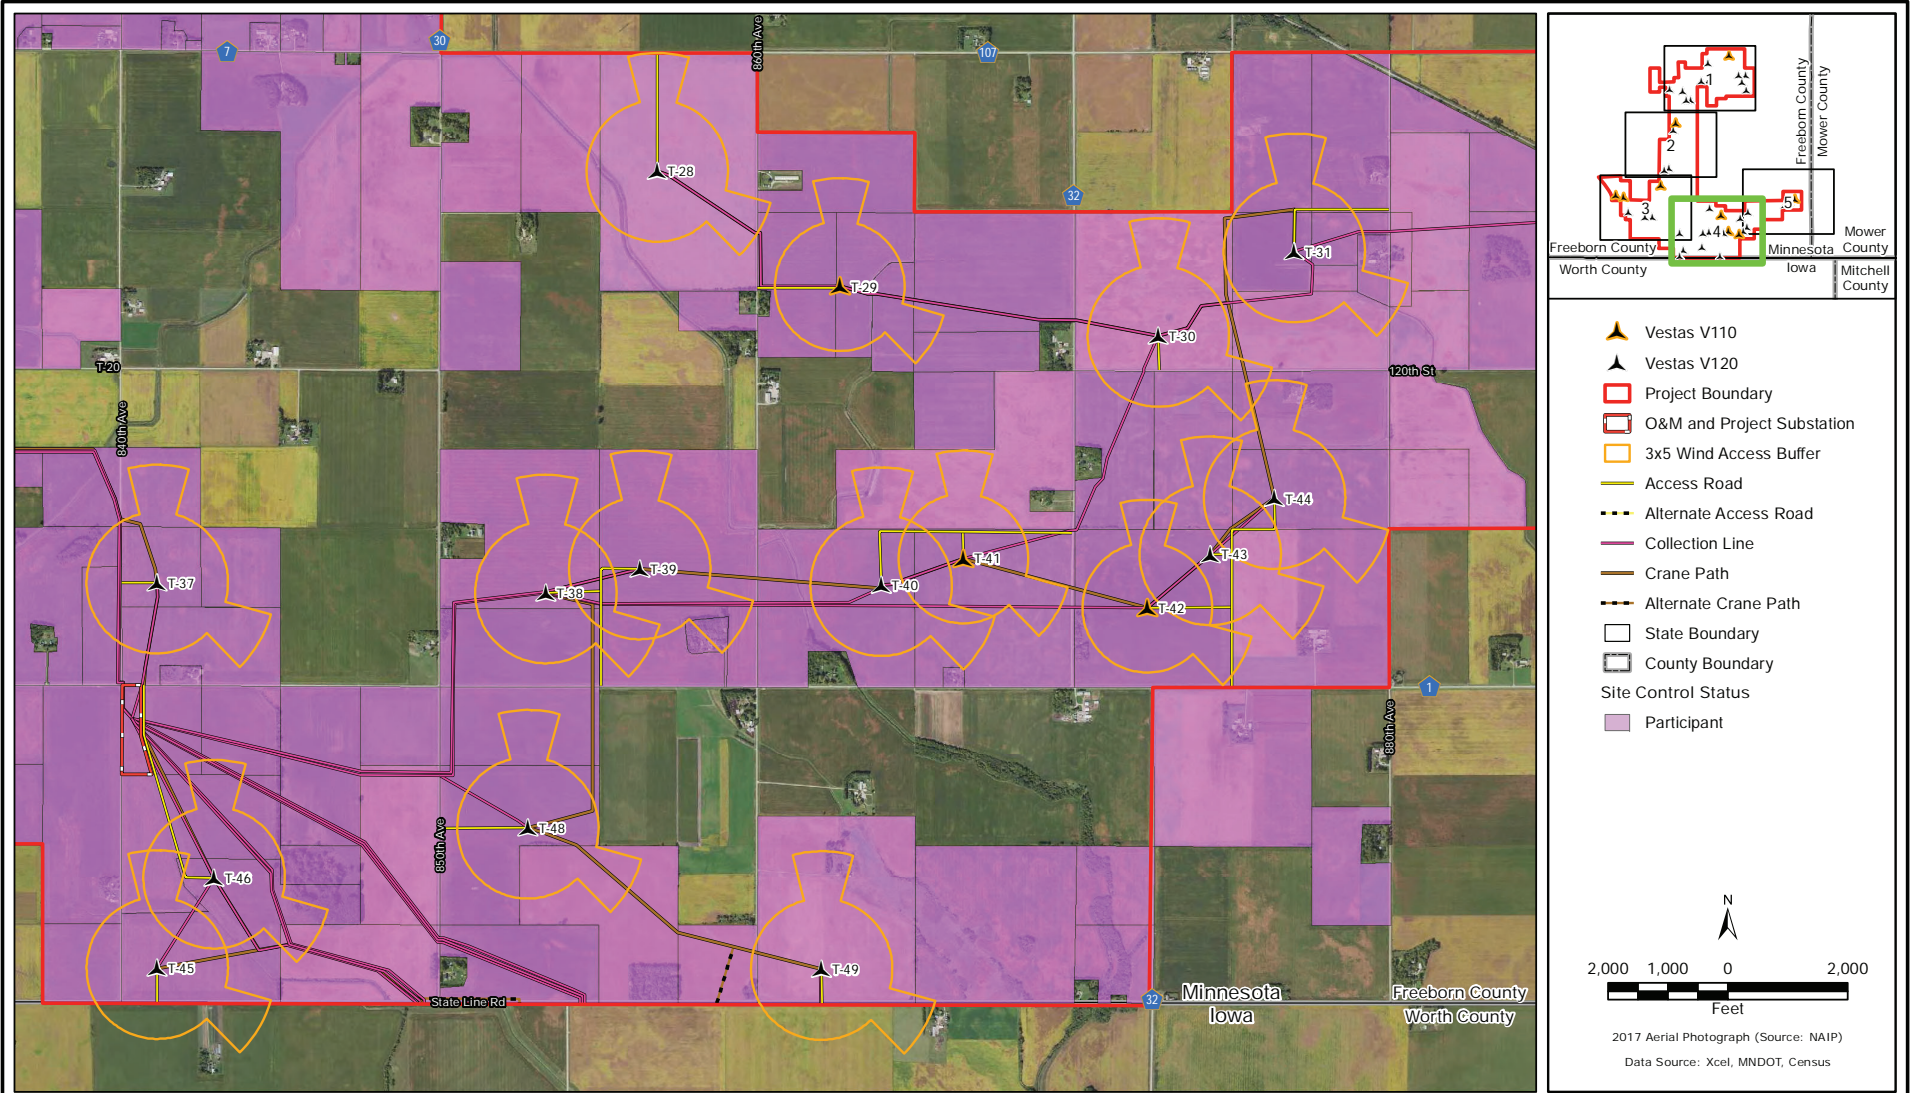 7
30
860th Ave
107
32
T-28
T-29
T-31
T-30
T-20
840th Ave
120th St
T-44
T-43
T-41
T-39
T-40
T-37
T-38
T-42
1
880th Ave
T-48
850th Ave
T-46
T-45
T-49
State Line Rd
32
Minnesota
Iowa
Freeborn County
Worth County
1
2
3
4
5
Freeborn County
Mower County
Freeborn County
Worth County
Minnesota
Iowa
Mower
County
Mitchell
County
Vestas V110
Vestas V120
Project Boundary
O&M and Project Substation
3x5 Wind Access Buffer
Access Road
Alternate Access Road
Collection Line
Crane Path
Alternate Crane Path
State Boundary
County Boundary
Site Control Status
Participant
N
2,000 1,000 0 2,000
Feet
2017 Aerial Photograph (Source: NAIP)
Data Source: Xcel, MNDOT, Census